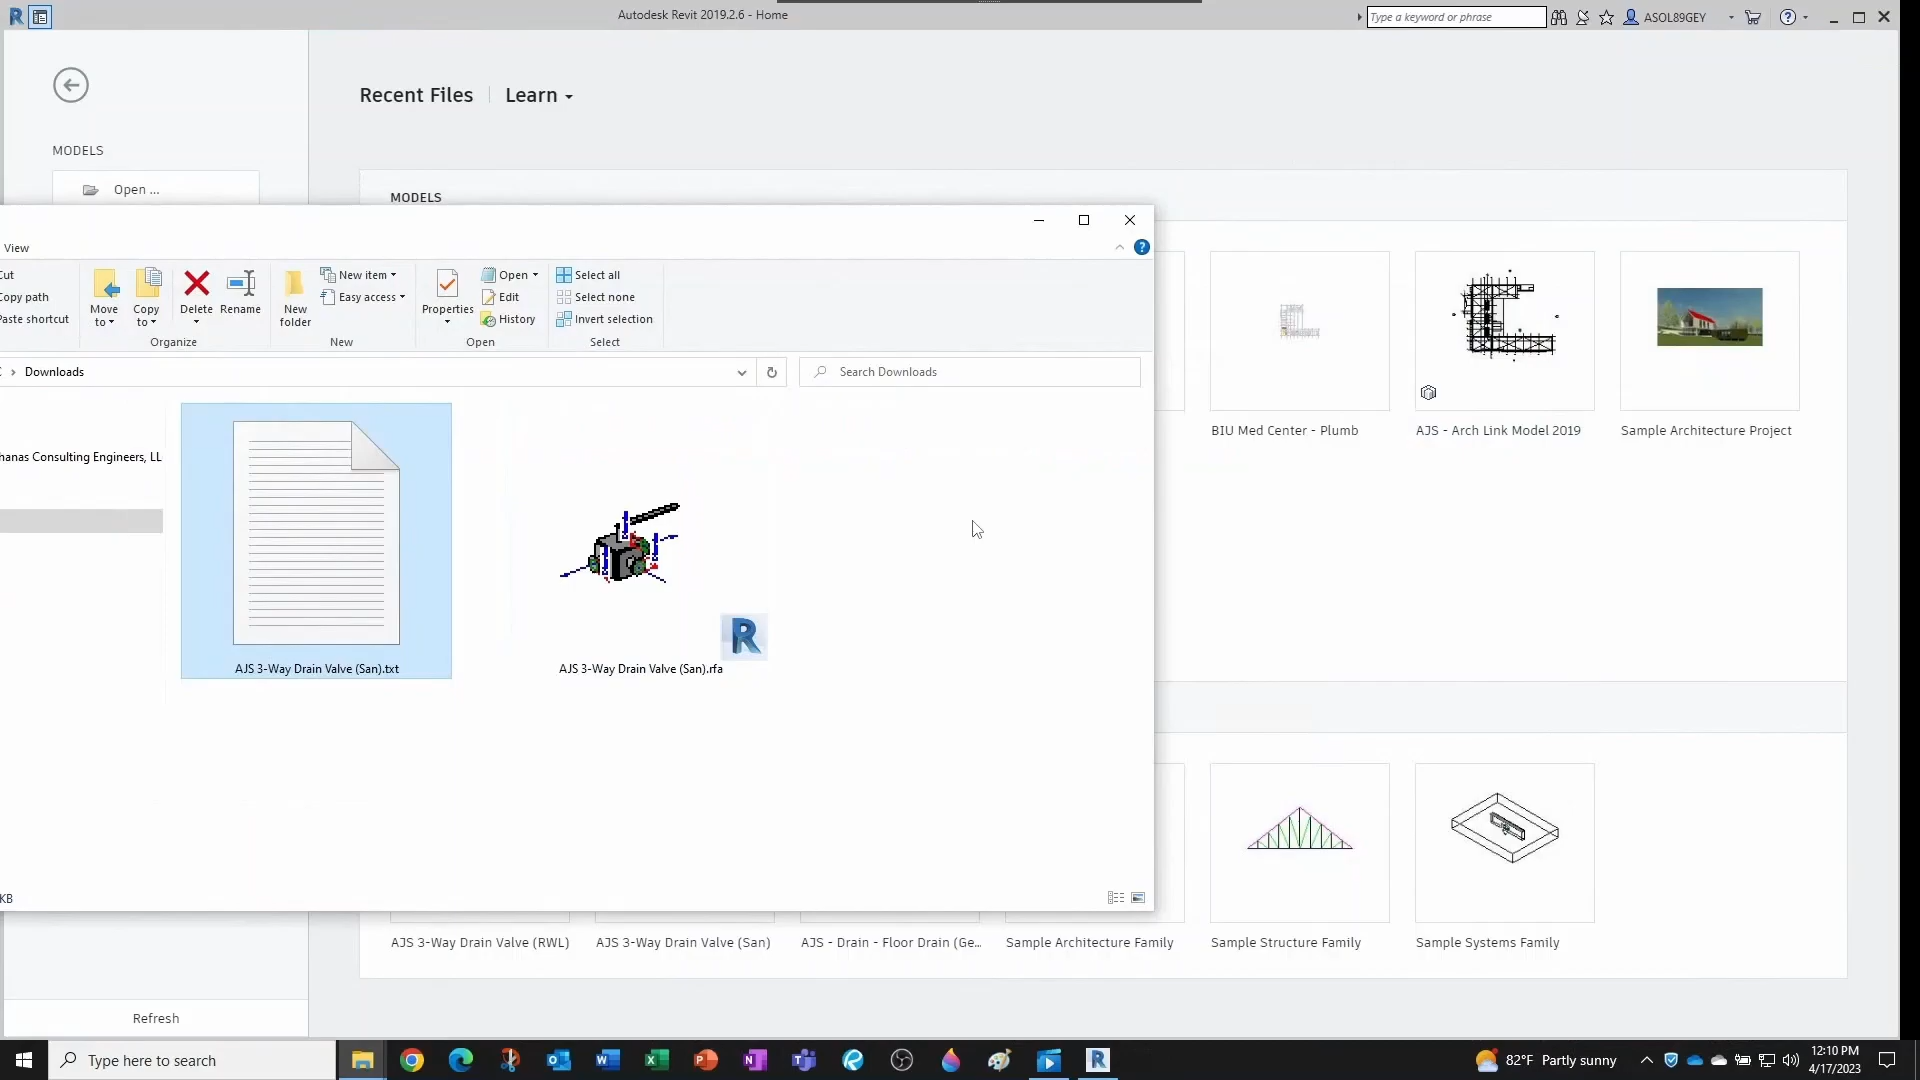 Autodesk Revit 2019.2.6 - Home
Type a keyword or phrase
ASOL89GEY
Recent Files
Learn
MODELS
Open ...
MODELS
View
Cut
Copy path
Paste shortcut
Move to
Copy to
Delete
Rename
Organize
New folder
New item
Easy access
New
Properties
Open
Edit
History
Open
Select all
Select none
Invert selection
Select
Downloads
Search Downloads
hanas Consulting Engineers, LL
AJS 3-Way Drain Valve (San).txt
AJS 3-Way Drain Valve (San).rfa
R
KB
BIU Med Center - Plumb
AJS - Arch Link Model 2019
Sample Architecture Project
AJS 3-Way Drain Valve (RWL)
AJS 3-Way Drain Valve (San)
AJS - Drain - Floor Drain (Ge...
Sample Architecture Family
Sample Structure Family
Sample Systems Family
Refresh
Type here to search
82°F Partly sunny
12:10 PM
4/17/2023